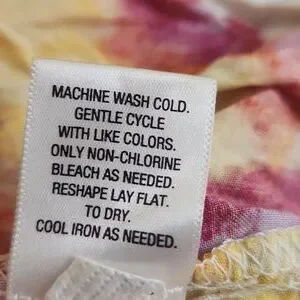 MACHINE WASH COLD.
GENTLE CYCLE
WITH LIKE COLORS.
ONLY NON-CHLORINE
BLEACH AS NEEDED.
RESHAPE LAY FLAT.
TO DRY.
COOL IRON AS NEEDED.